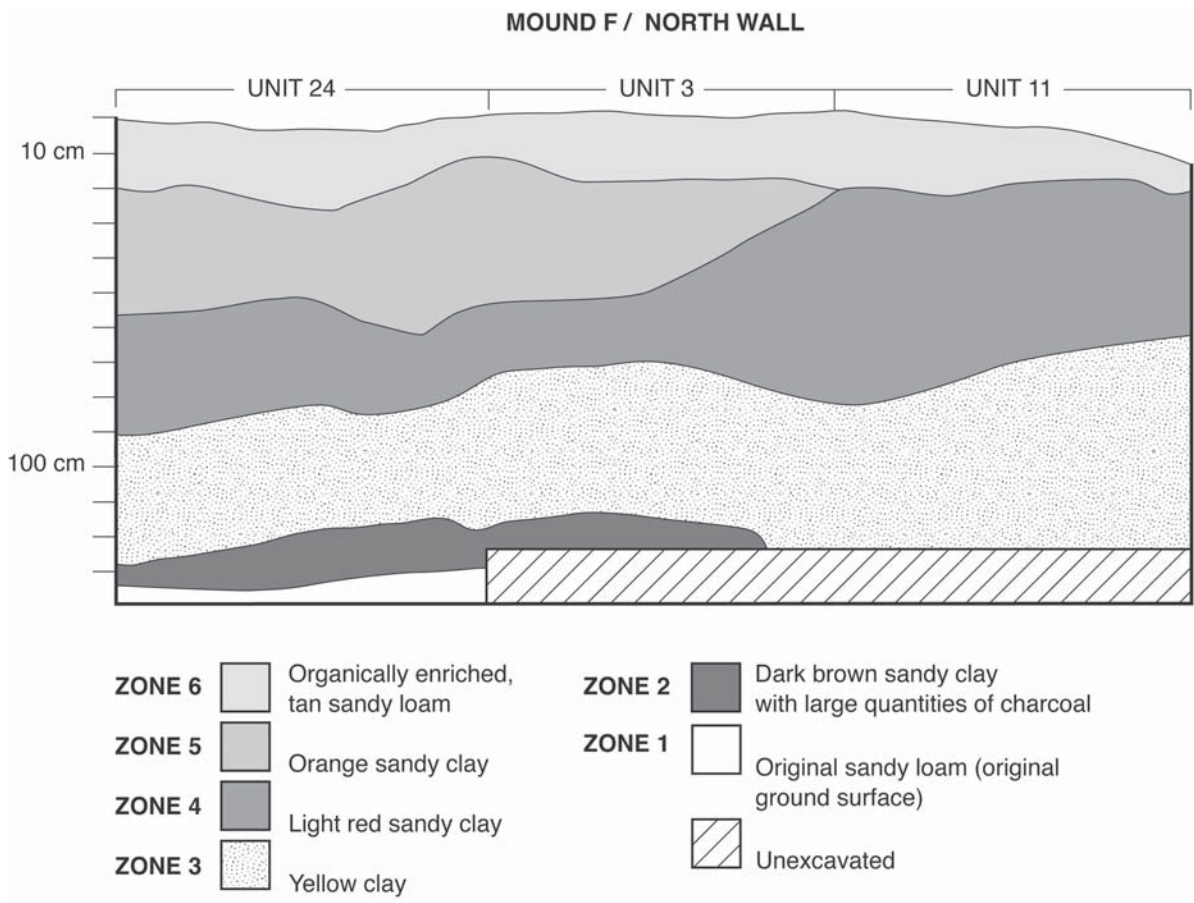 MOUND F / NORTH WALL
UNIT 24
UNIT 3
UNIT 11
10 cm
100 cm
ZONE 6
Organically enriched,
tan sandy loam
ZONE 5
Orange sandy clay
ZONE 4
Light red sandy clay
ZONE 3
Yellow clay
ZONE 2
Dark brown sandy clay
with large quantities of charcoal
ZONE 1
Original sandy loam (original
ground surface)
Unexcavated